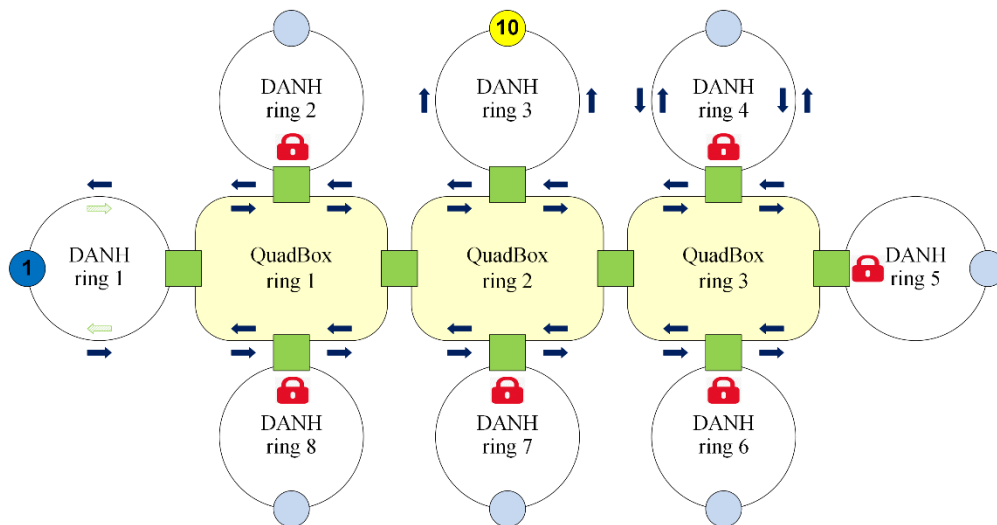 10
DANH
ring 2
DANH
ring 3
DANH
ring 4
1
DANH
ring 1
QuadBox
ring 1
QuadBox
ring 2
QuadBox
ring 3
DANH
ring 5
DANH
ring 8
DANH
ring 7
DANH
ring 6